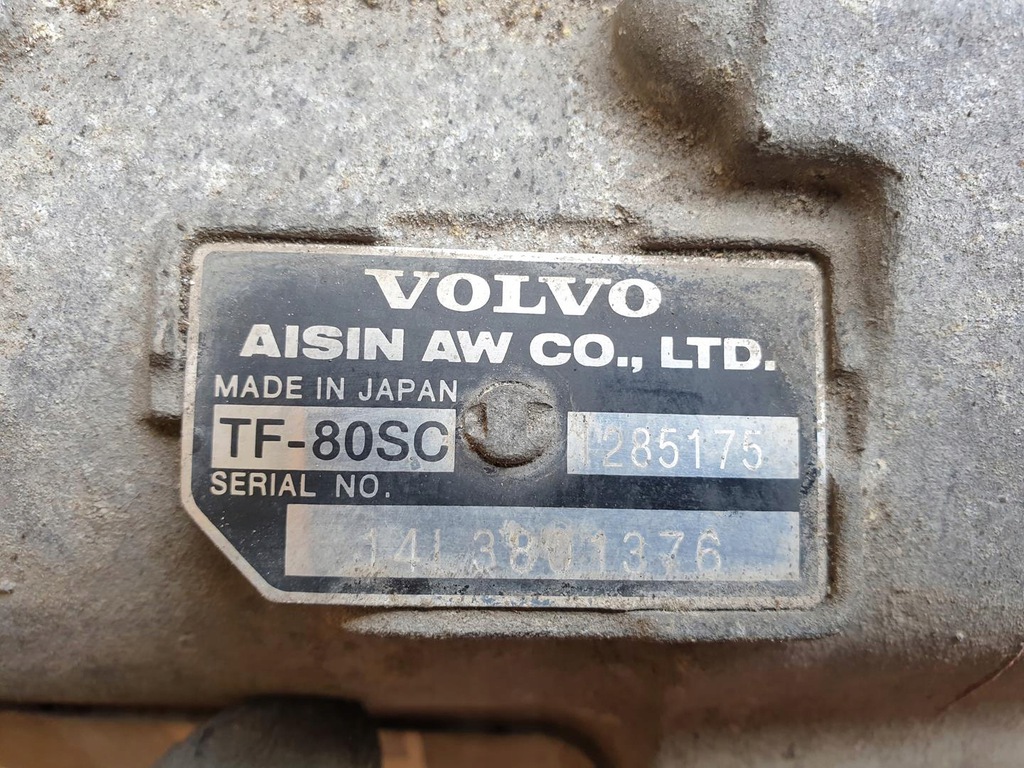 VOLVO
AISIN AW CO., LTD.
MADE IN JAPAN
TF-80SC 1285175
SERIAL NO.
14L3801376